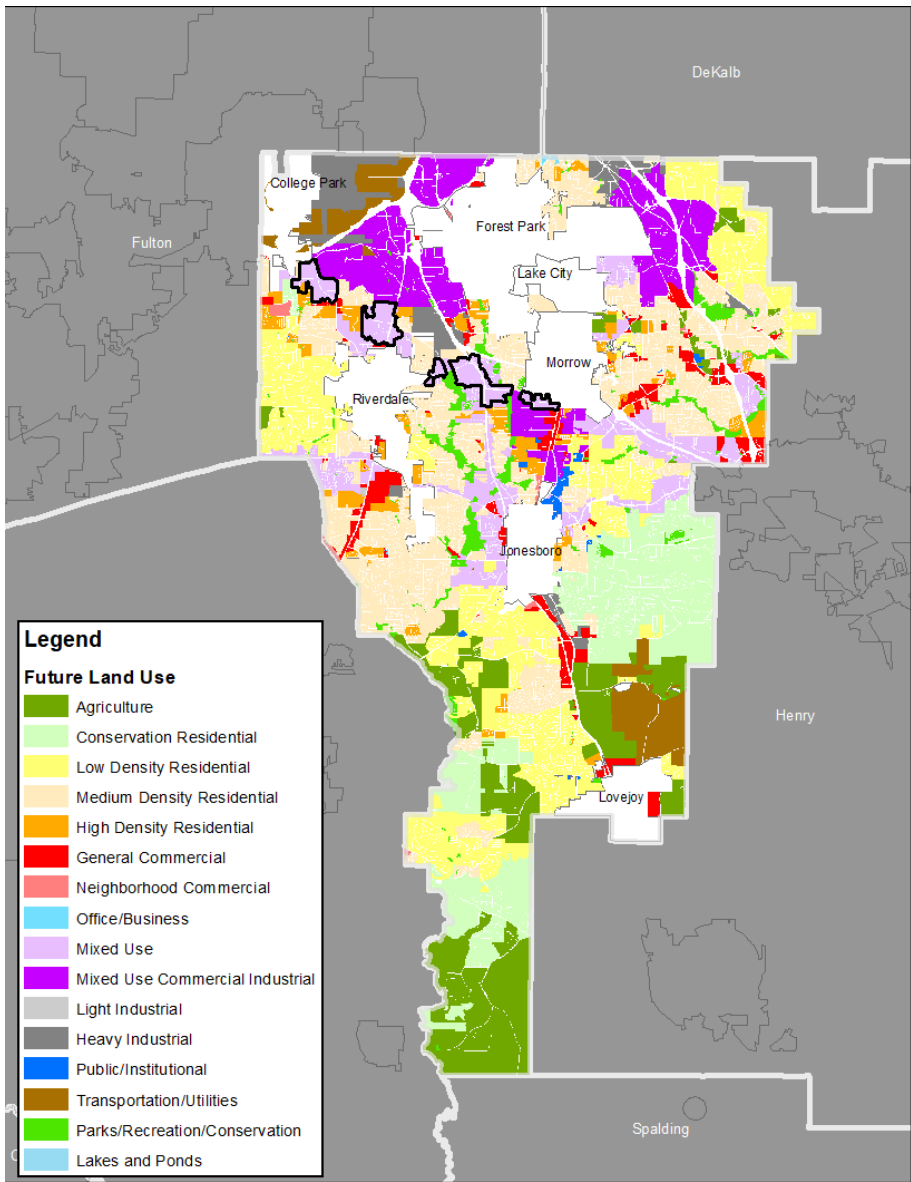 DeKalb
College Park
Forest Park
Fulton
Lake City
Morrow
Riverdale
Jonesboro
Henry
Lovejoy
Spalding
Legend
Future Land Use
Agriculture
Conservation Residential
Low Density Residential
Medium Density Residential
High Density Residential
General Commercial
Neighborhood Commercial
Office/Business
Mixed Use
Mixed Use Commercial Industrial
Light Industrial
Heavy Industrial
Public/Institutional
Transportation/Utilities
Parks/Recreation/Conservation
Lakes and Ponds